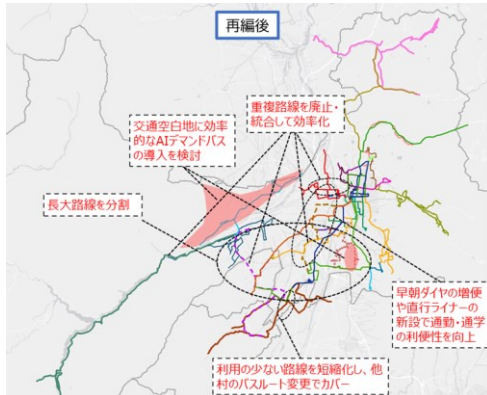 再編後
重複路線を廃止・
統合して効率化
交通空白地に効率
的なAIデマンドバス
の導入を検討
長大路線を分割
早朝ダイヤの増便
や直行ライナーの
新設で通勤・通学
の利便性を向上
利用の少ない路線を短縮化し、他
村のバスルート変更でカバー